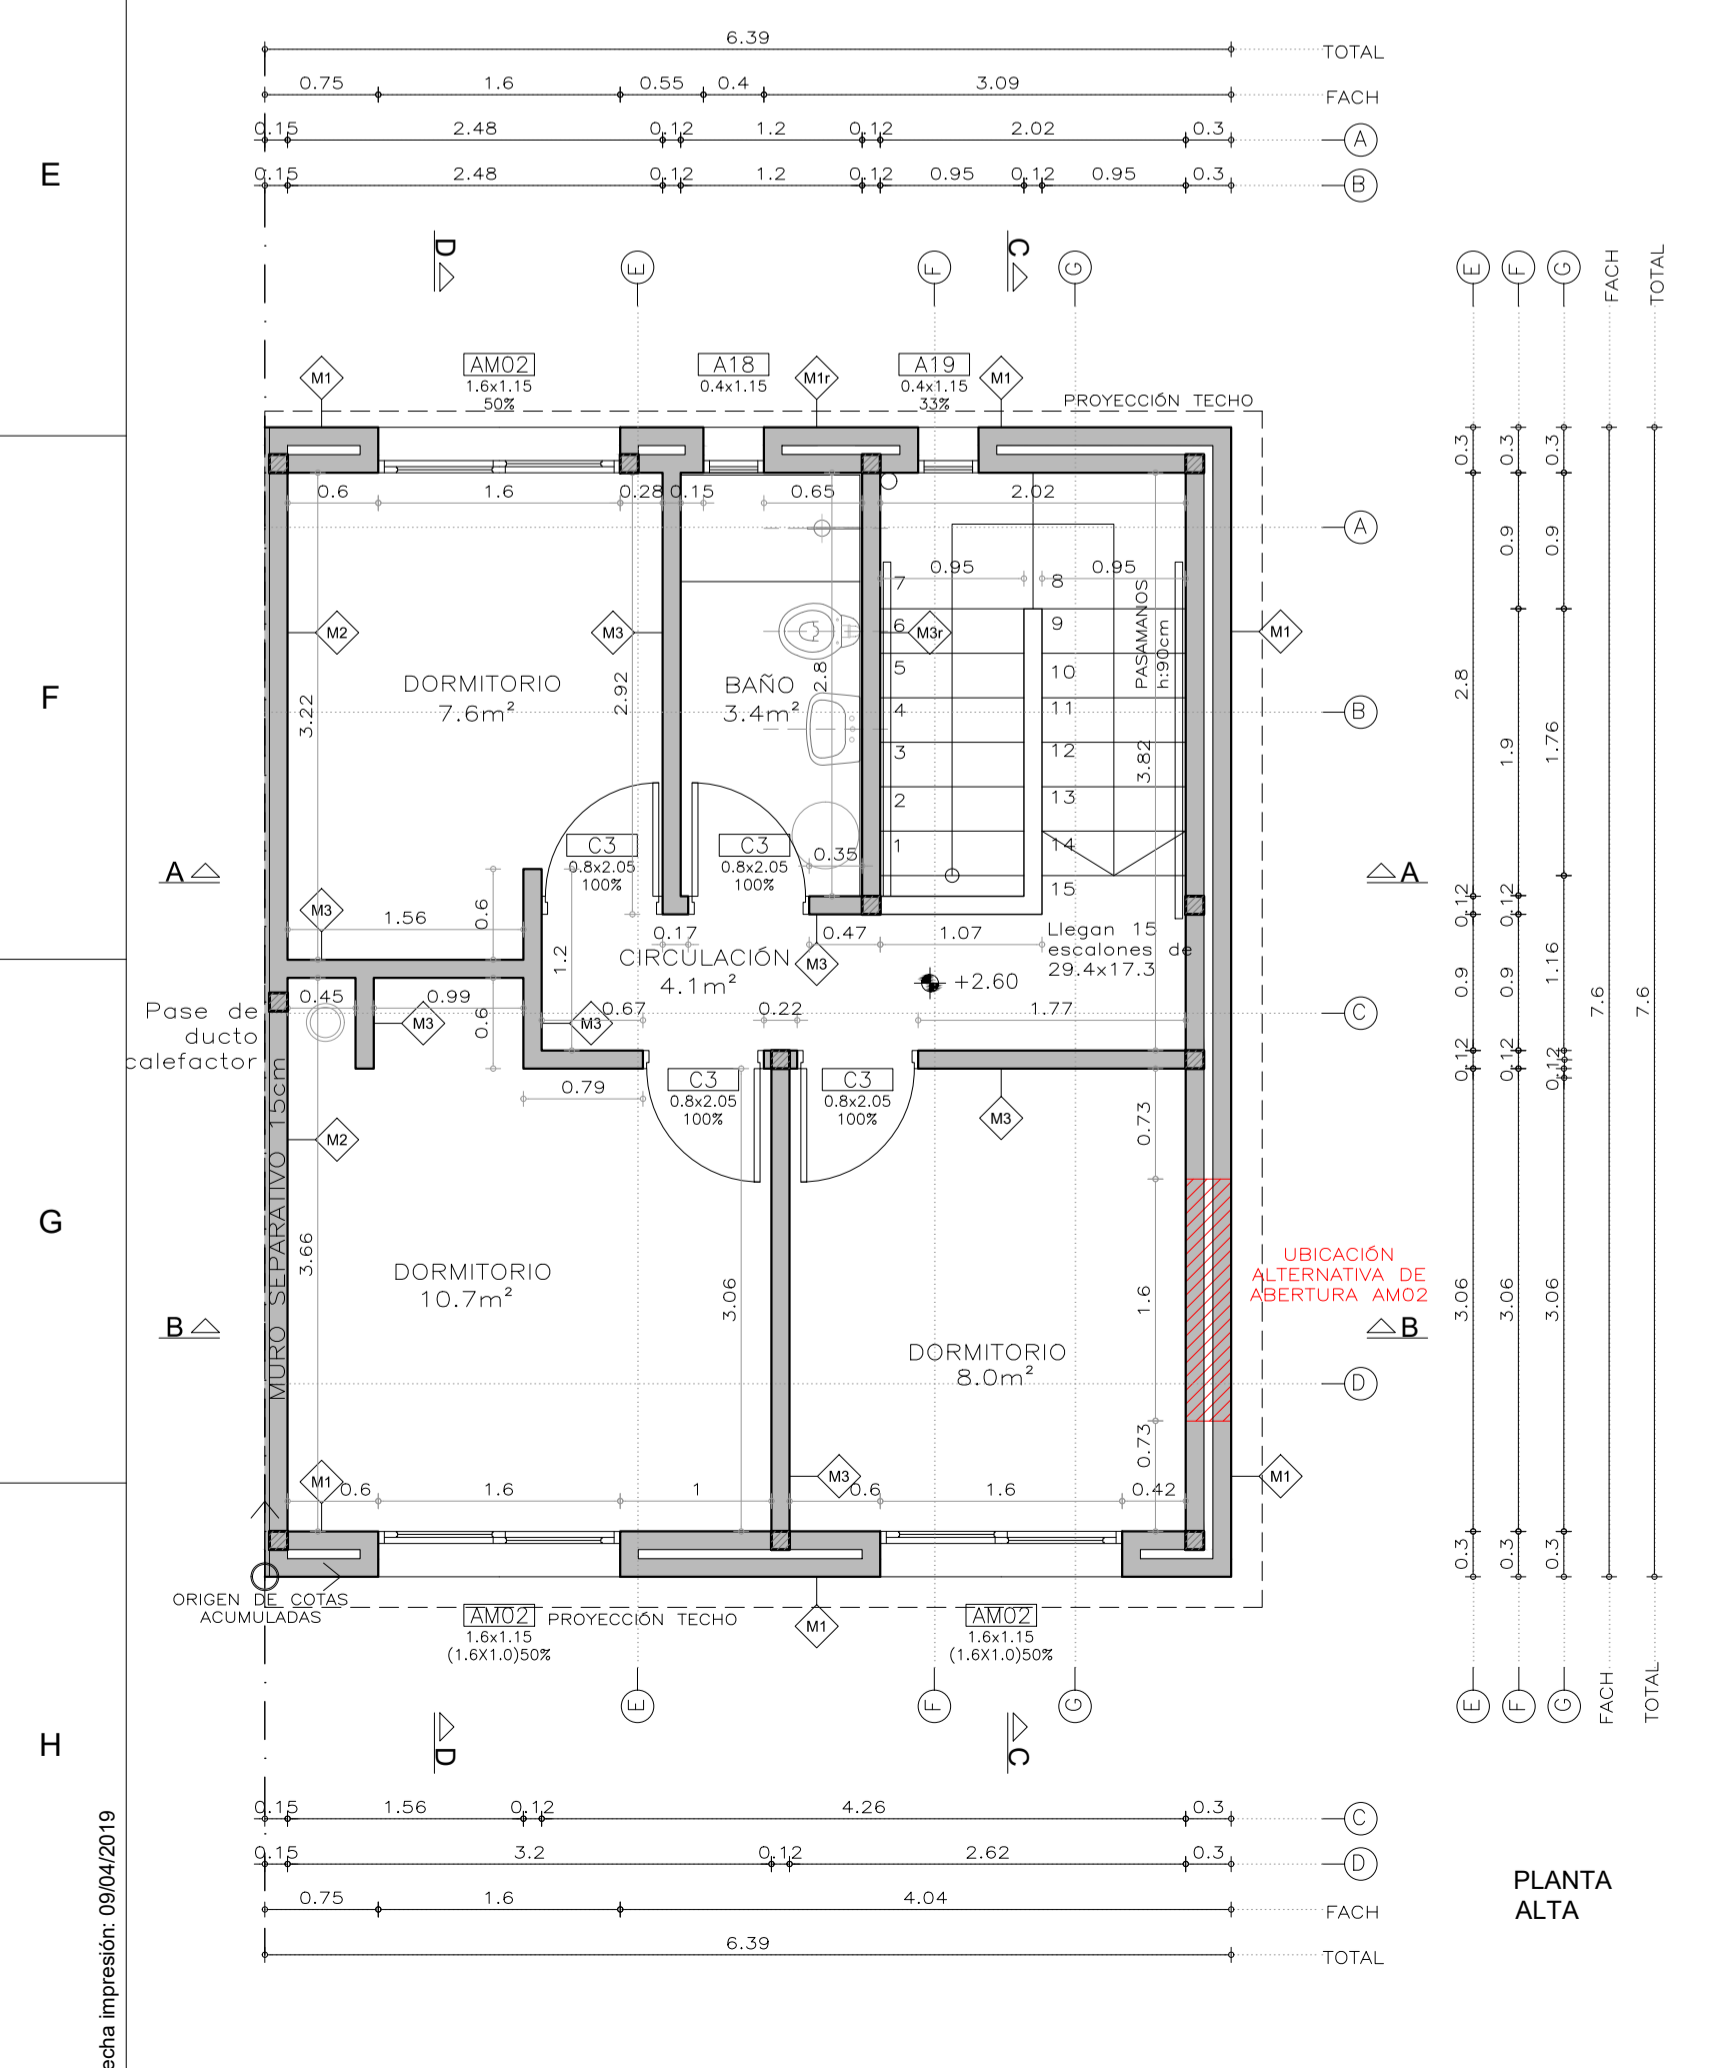 6.39
TOTAL
0.75 1.6 0.55 0.4 3.09
FACH
0.15 2.48 0.12 1.2 0.12 2.02 0.3
A
0.15 2.48 0.12 1.2 0.12 0.95 0.12 0.95 0.3
B
E
D
C
E F G
E F G FACH TOTAL
AM02
1.6x1.15
50%
A18
0.4x1.15
A19
0.4x1.15
33%
M1 M1r M1
PROYECCIÓN TECHO
0.6 1.6 0.28 0.15 0.65 2.02
A
0.3 0.3 0.3
0.9 0.9
0.95 0.95
7 8
6 9
5 10
4 11
3 12
2 13
1 14
15
PASAMANOS
h:90cm
M2 M3 M3r M1
F
DORMITORIO
7.6m²
BAÑO
3.4m²
3.22
2.92
2.8
3.82
B
2.8
1.9
1.76
C3
0.8x2.05
100%
C3
0.8x2.05
100%
0.35
A
A
M3
1.56
0.6
1.2
0.17
0.47
1.07
M3
CIRCULACIÓN
4.1m²
+2.60
Llegan 15
escalones de
29.4x17.3
0.12 0.12
0.9 0.9 1.16
7.6 7.6
0.12 0.12 0.12
Pase de
ducto
calefactor
0.45 0.99
0.6
M3
M3
0.67
0.22
1.77
C
0.79
C3
0.8x2.05
100%
C3
0.8x2.05
100%
M3
0.73
M2
MURO SEPARATIVO 15cm
G
3.66
DORMITORIO
10.7m²
3.06
DORMITORIO
8.0m²
1.6
UBICACIÓN
ALTERNATIVA DE
ABERTURA AM02
3.06 3.06 3.06
B
B
D
0.73
M1
M3
M1
0.6 1.6 1 0.6 1.6 0.42
0.3 0.3 0.3
ORIGEN DE COTAS
ACUMULADAS
AM02
1.6x1.15
(1.6X1.0)50%
PROYECCIÓN TECHO
M1
AM02
1.6x1.15
(1.6X1.0)50%
E F G
E F G FACH TOTAL
H
D
C
0.15 1.56 0.12 4.26 0.3
C
0.15 3.2 0.12 2.62 0.3
D
0.75 1.6 4.04
FACH
6.39
TOTAL
PLANTA
ALTA
echa impresión: 09/04/2019